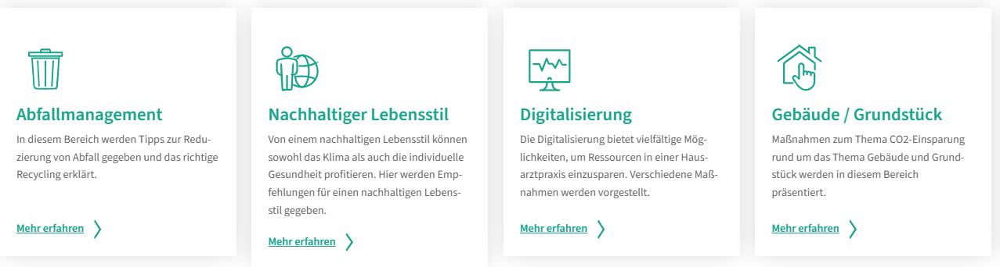 Abfallmanagement
In diesem Bereich werden Tipps zur Redu-
zierung von Abfall gegeben und das richtige
Recycling erklärt.
Mehr erfahren
Nachhaltiger Lebensstil
Von einem nachhaltigen Lebensstil können
sowohl das Klima als auch die individuelle
Gesundheit profitieren. Hier werden Emp-
fehlungen für einen nachhaltigen Lebens-
stil gegeben.
Mehr erfahren
Digitalisierung
Die Digitalisierung bietet vielfältige Mög-
lichkeiten, um Ressourcen in einer Haus-
arztpraxis einzusparen. Verschiedene Maß-
nahmen werden vorgestellt.
Mehr erfahren
Gebäude / Grundstück
Maßnahmen zum Thema CO2-Einsparung
rund um das Thema Gebäude und Grund-
stück werden in diesem Bereich
präsentiert.
Mehr erfahren